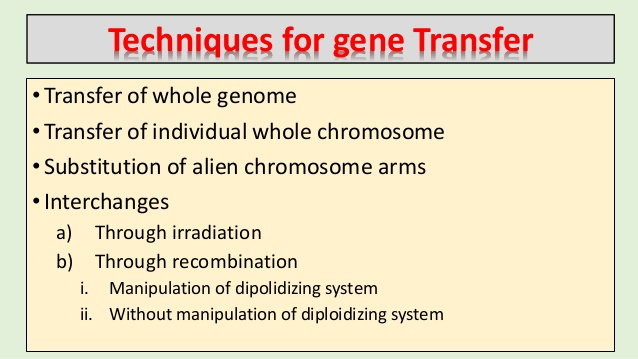 Techniques for gene Transfer
• Transfer of whole genome
• Transfer of individual whole chromosome
• Substitution of alien chromosome arms
• Interchanges
a) Through irradiation
b) Through recombination
i. Manipulation of dipolidizing system
ii. Without manipulation of diploidizing system